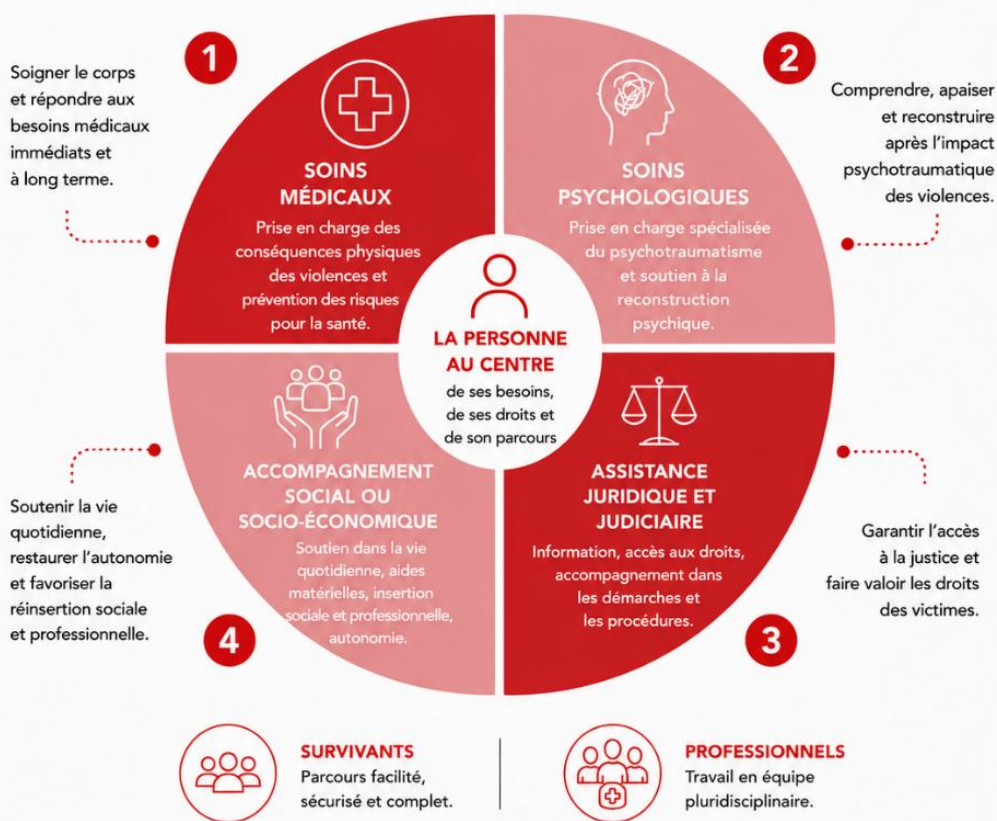 1
Soigner le corps
et répondre aux
besoins médicaux
immédiats et
à long terme.
SOINS
MÉDICAUX
Prise en charge des
conséquences physiques
des violences et
prévention des risques
pour la santé.
2
Comprendre, apaiser
et reconstruire
après l’impact
psychotraumatique
des violences.
SOINS
PSYCHOLOGIQUES
Prise en charge spécialisée
du psychotraumatisme
et soutien à la
reconstruction
psychique.
LA PERSONNE
AU CENTRE
de ses besoins,
de ses droits et
de son parcours
ACCOMPAGNEMENT
SOCIAL OU
SOCIO-ÉCONOMIQUE
Soutien dans la vie
quotidienne, aides
matérielles, insertion
sociale et professionnelle,
autonomie.
Soutenir la vie
quotidienne,
restaurer l’autonomie
et favoriser la
réinsertion sociale
et professionnelle.
4
ASSISTANCE
JURIDIQUE ET
JUDICIAIRE
Information, accès aux droits,
accompagnement dans
les démarches et
les procédures.
Garantir l’accès
à la justice et
faire valoir les droits
des victimes.
3
SURVIVANTS
Parcours facilité,
sécurisé et complet.
PROFESSIONNELS
Travail en équipe
pluridisciplinaire.